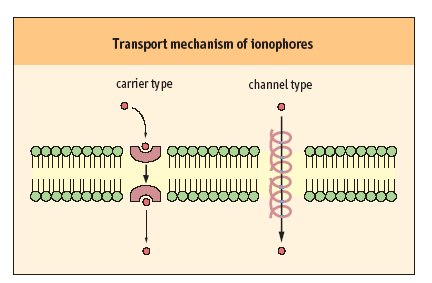 Transport mechanism of ionophores
carrier type
channel type